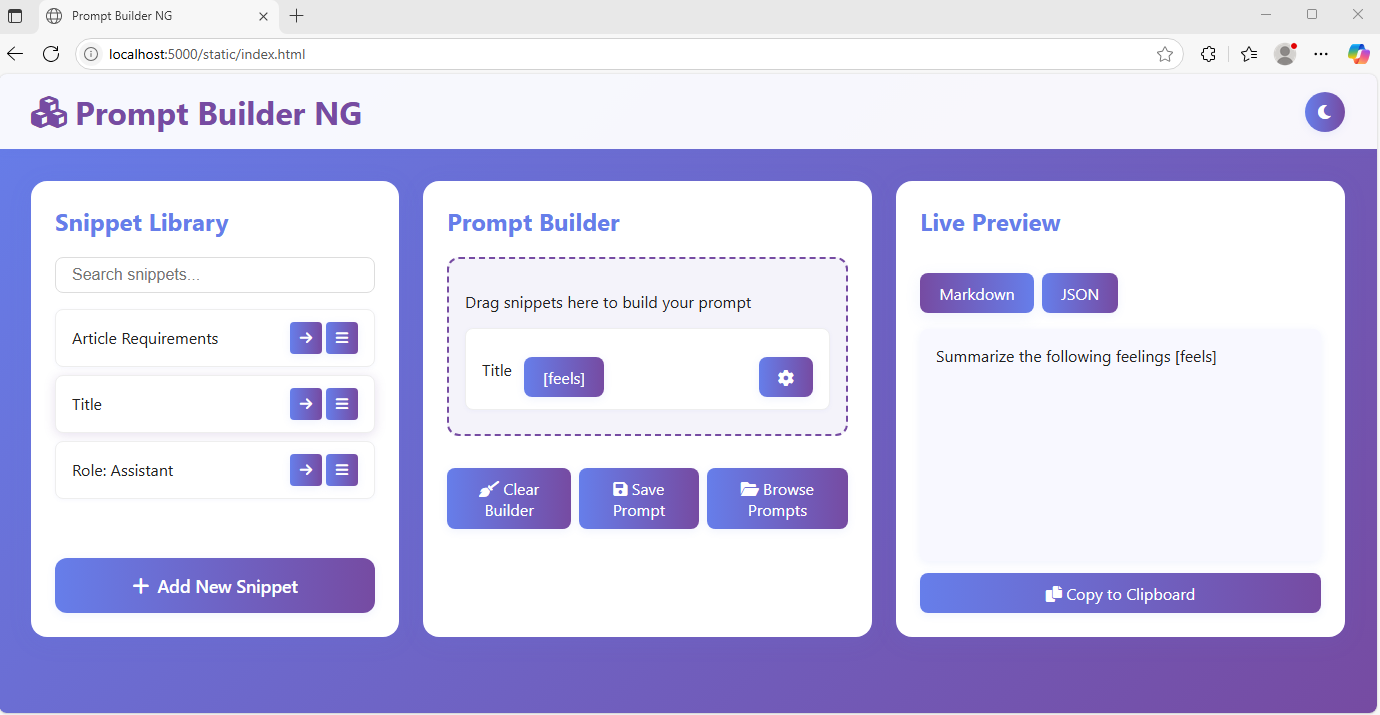 Prompt Builder NG
localhost:5000/static/index.html
Prompt Builder NG
Snippet Library
Search snippets...
Article Requirements
Title
Role: Assistant
Add New Snippet
Prompt Builder
Drag snippets here to build your prompt
Title [feels]
Clear
Builder
Save
Prompt
Browse
Prompts
Live Preview
Markdown JSON
Summarize the following feelings [feels]
Copy to Clipboard